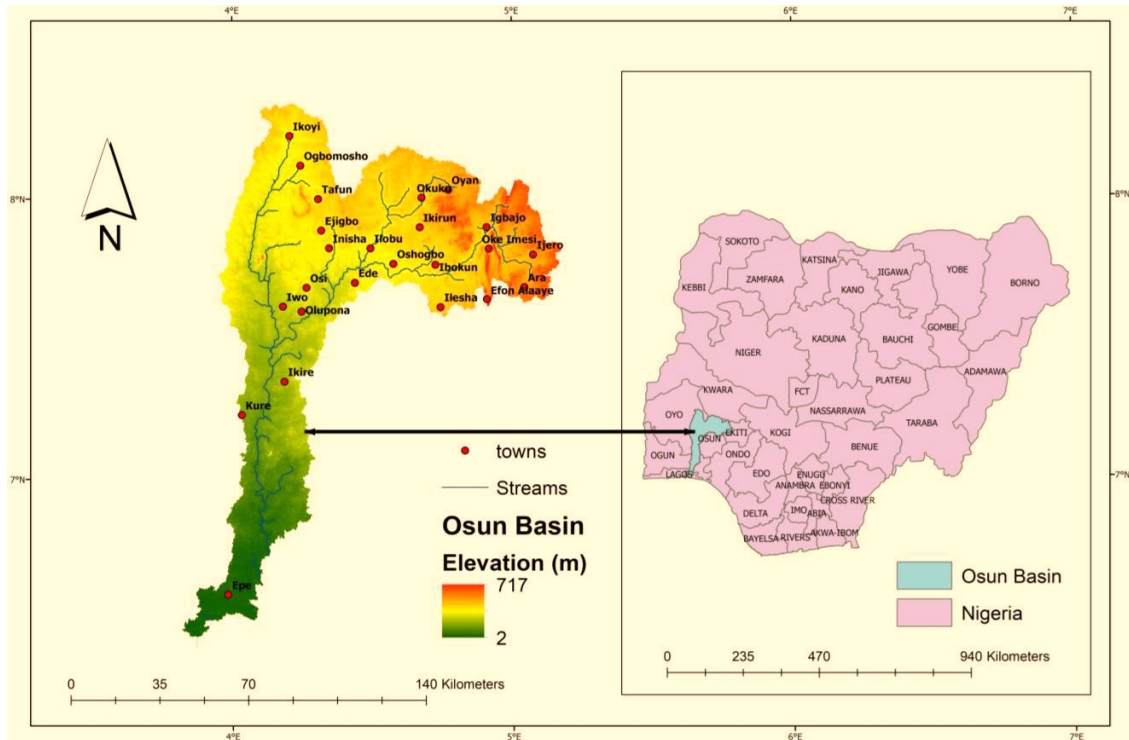 4°E 5°E 6°E 7°E
8°N
7°N
8°N
7°N
4°E 5°E 6°E 7°E
N
Ikoyi
Ogbomosho
Tafun
Okuku
Oyan
Ejigbo
Ikirun
Igbajo
Inisha
Ilobu
Oke Imesi
Ijero
Oshogbo
Ibokun
Osi
Ede
Ara
Efon Alaaye
Iwo
Ilesha
Olupona
Ikire
Kure
Epe
towns
Streams
Osun Basin
Elevation (m)
717
2
0 35 70 140 Kilometers
SOKOTO
KATSINA
ZAMFARA
JIGAWA
YOBE
BORNO
KEBBI
KANO
GOMBE
NIGER
KADUNA
BAUCHI
ADAMAWA
PLATEAU
KWARA
FCT
NASSARRAWA
OYO
TARABA
OSUN
EKITI
KOGI
BENUE
OGUN
ONDO
LAGOS
EDO
ENUGU
ANAMBRA
EBONYI
CROSS RIVER
DELTA
IMO
ABIA
AKWA-IBOM
BAYELSA
RIVERS
Osun Basin
Nigeria
0 235 470 940 Kilometers